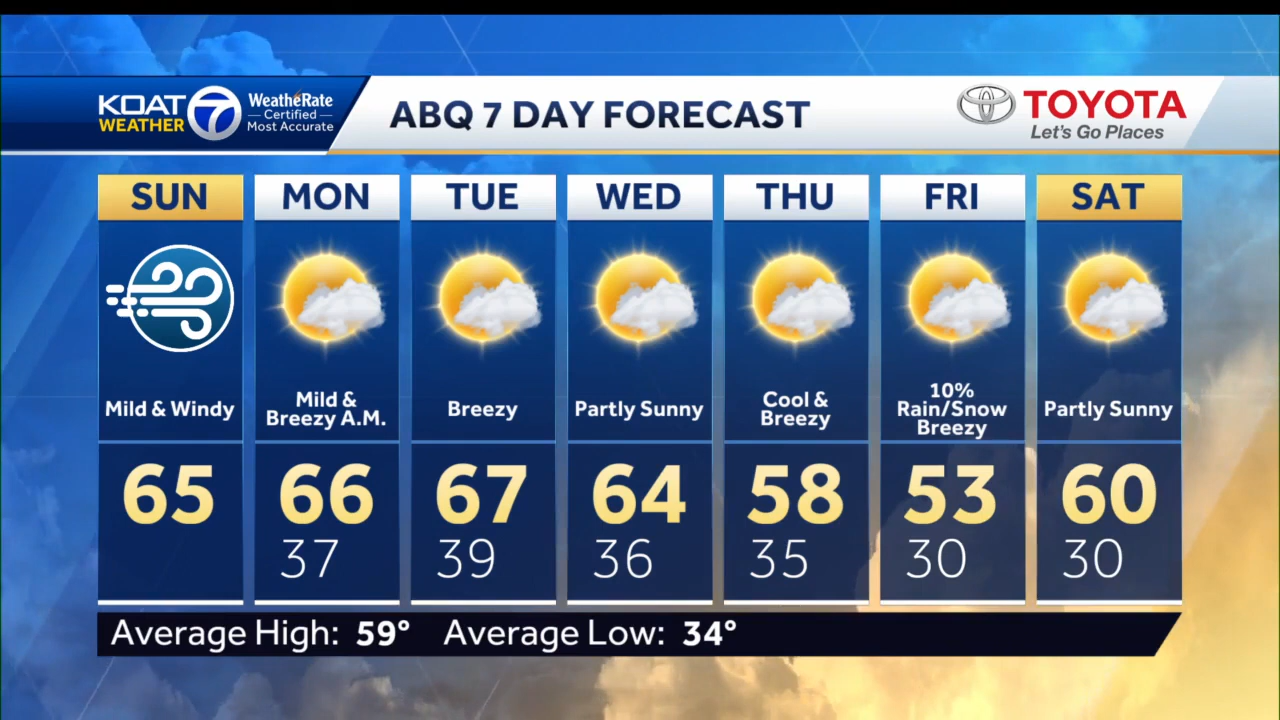 KOAT
WEATHER
7
WeatheRate
Certified
Most Accurate
ABQ 7 DAY FORECAST
TOYOTA
Let's Go Places
SUN MON TUE WED THU FRI SAT
Mild & Windy
Mild &
Breezy A.M.
Breezy
Partly Sunny
Cool &
Breezy
10%
Rain/Snow
Breezy
Partly Sunny
65 66 67 64 58 53 60
37 39 36 35 30 30
Average High: 59° Average Low: 34°